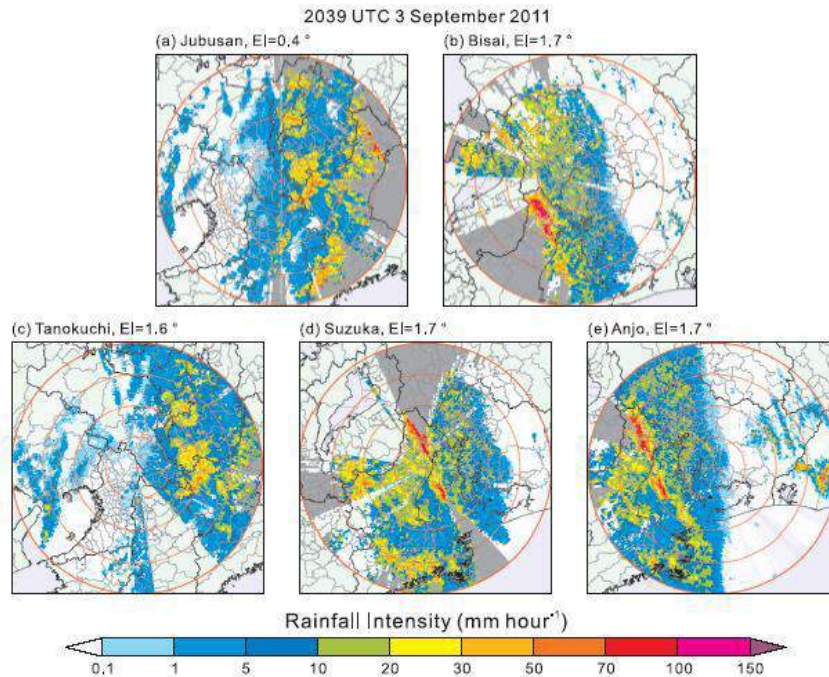 2039 UTC 3 September 2011
(a) Jubusan, El=0.4 °
(b) Bisai, El=1.7 °
(c) Tanokuchi, El=1.6 °
(d) Suzuka, El=1.7 °
(e) Anjo, El=1.7 °
Rainfall Intensity (mm hour⁻¹)
0.1 1 5 10 20 30 50 70 100 150